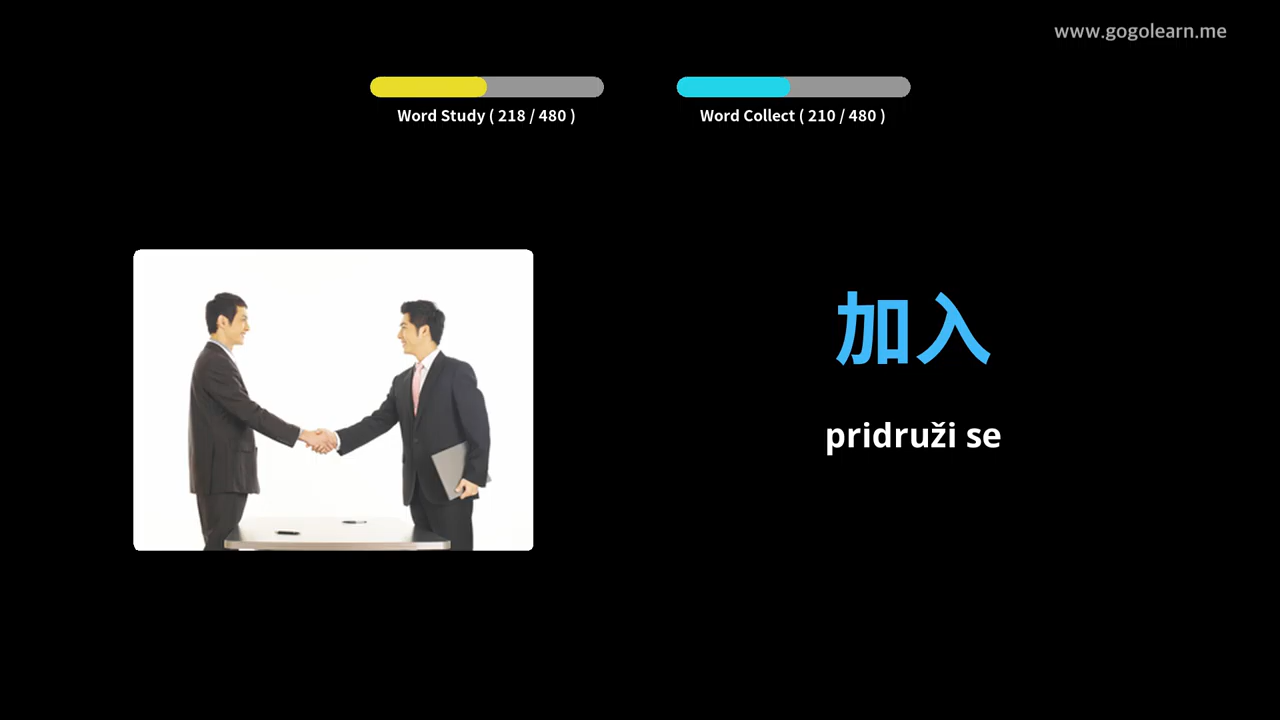 www.gogolearn.me
Word Study ( 218 / 480 )
Word Collect ( 210 / 480 )
加入
pridruži se